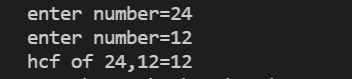 enter number=24
enter number=12
hcf of 24,12=12